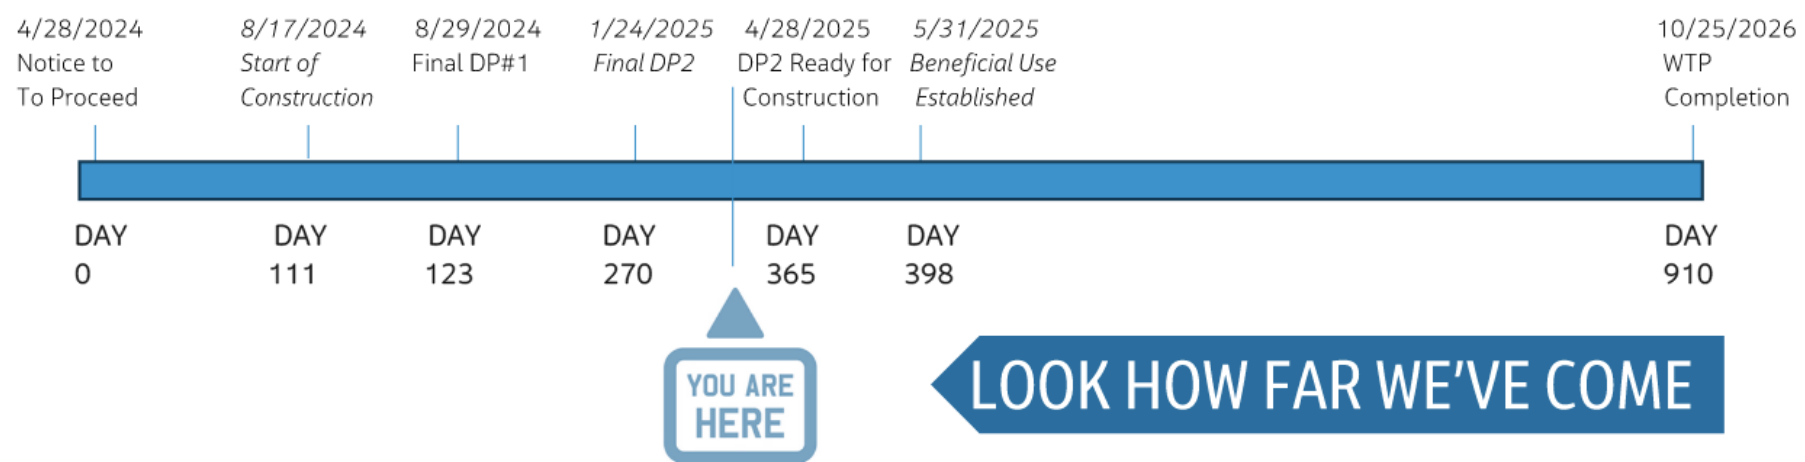 4/28/2024
Notice to
To Proceed
8/17/2024
Start of
Construction
8/29/2024
Final DP#1
1/24/2025
Final DP2
4/28/2025
DP2 Ready for
Construction
5/31/2025
Beneficial Use
Established
10/25/2026
WTP
Completion
DAY
0
DAY
111
DAY
123
DAY
270
DAY
365
DAY
398
DAY
910
YOU ARE
HERE
LOOK HOW FAR WE'VE COME